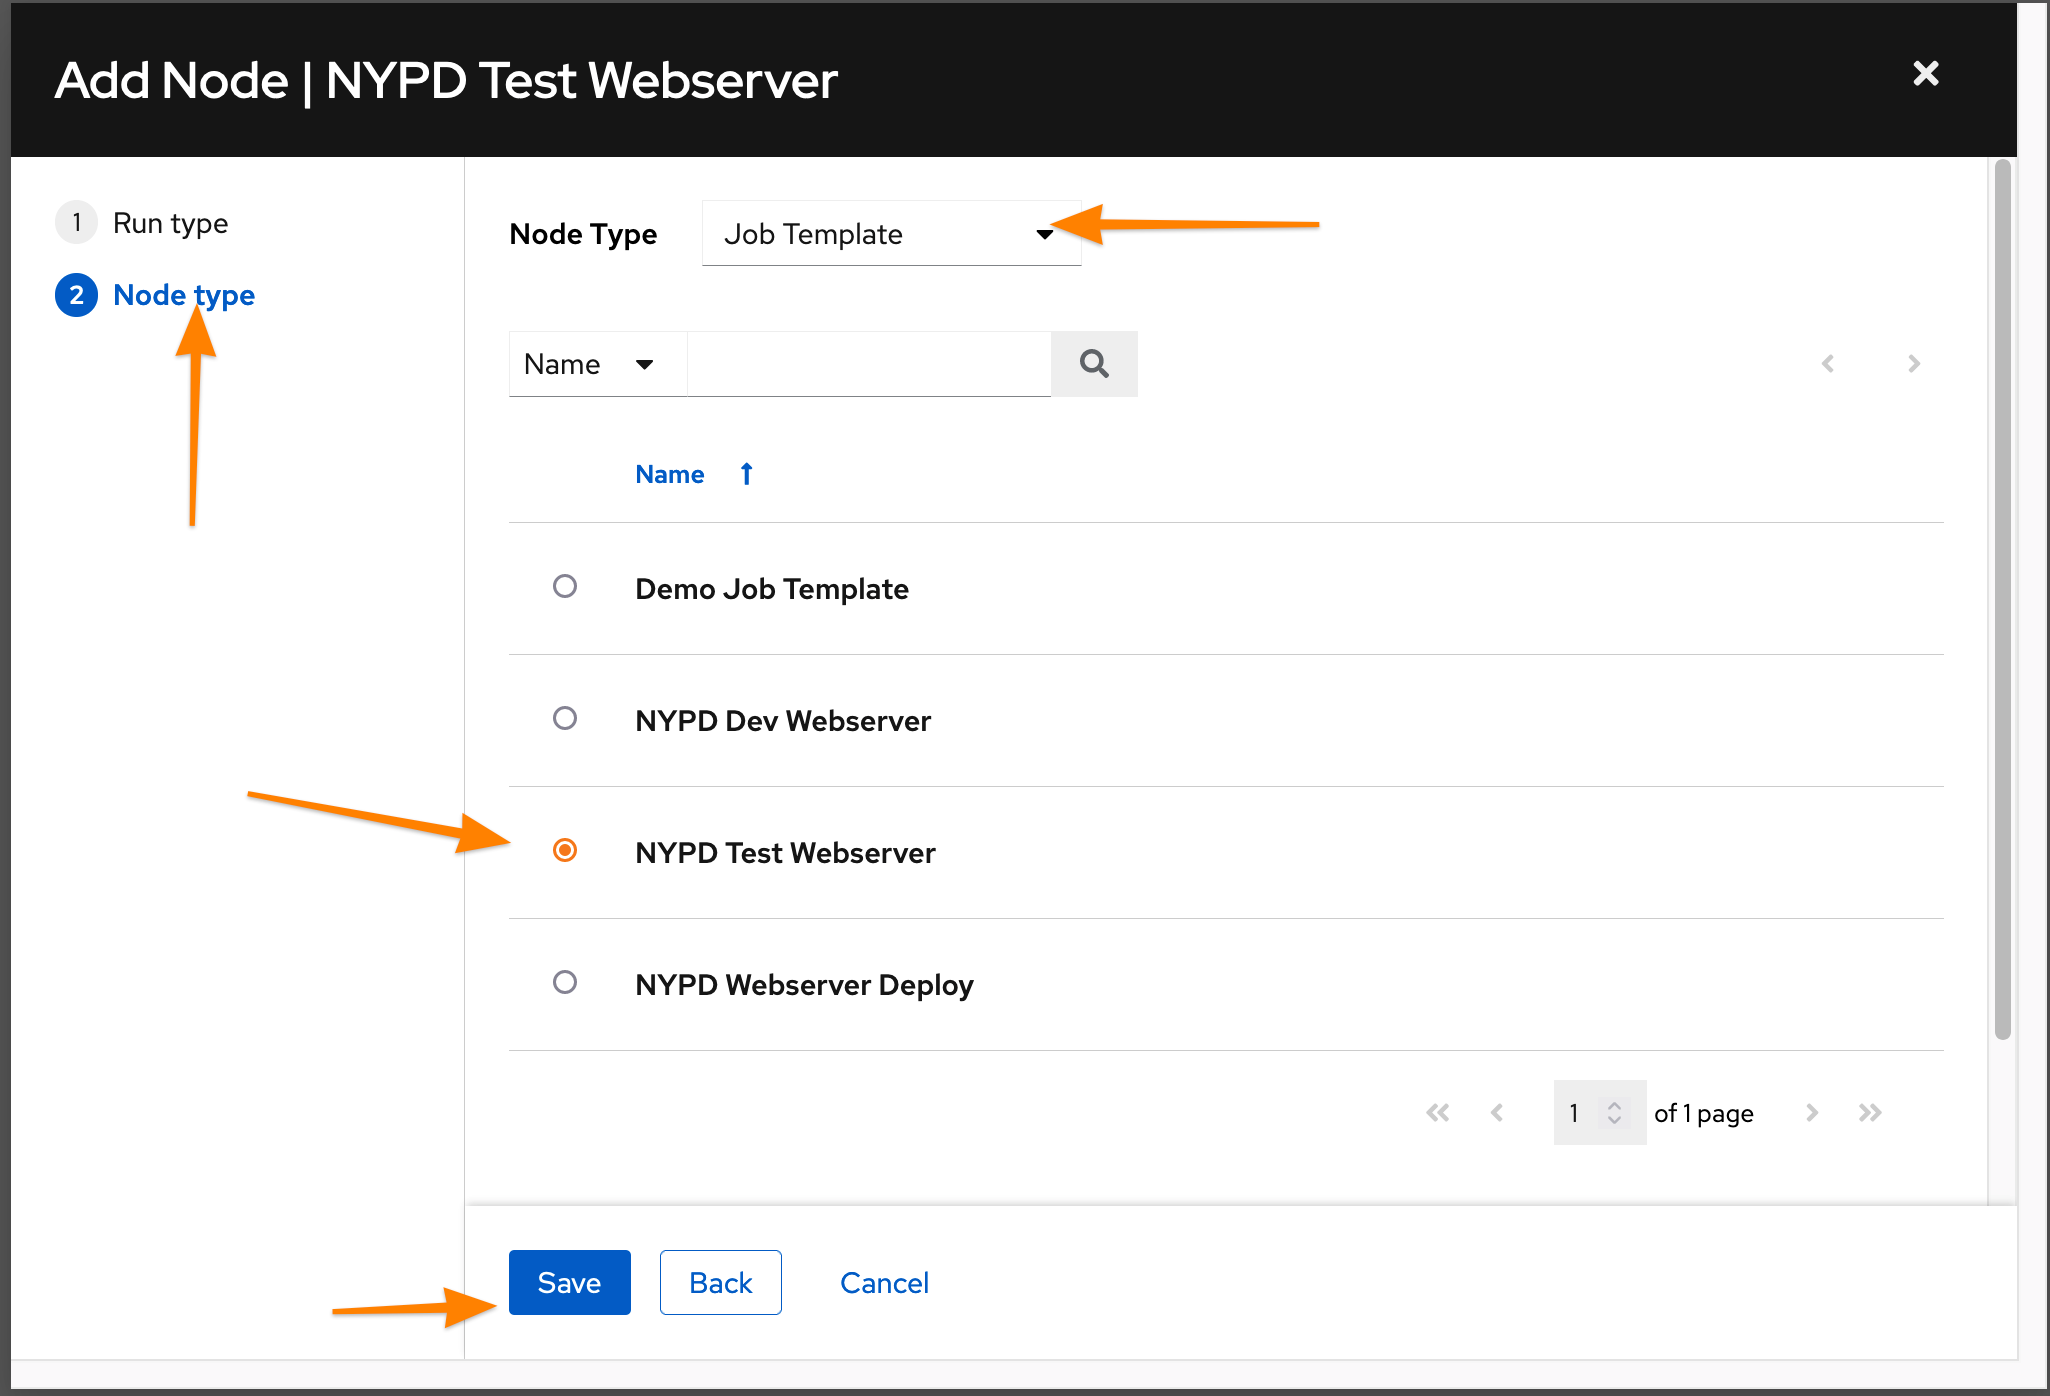 Add Node | NYPD Test Webserver
1 Run type
2 Node type
Node Type Job Template
Name
Name
Demo Job Template
NYPD Dev Webserver
NYPD Test Webserver
NYPD Webserver Deploy
1 of 1 page
Save Back Cancel